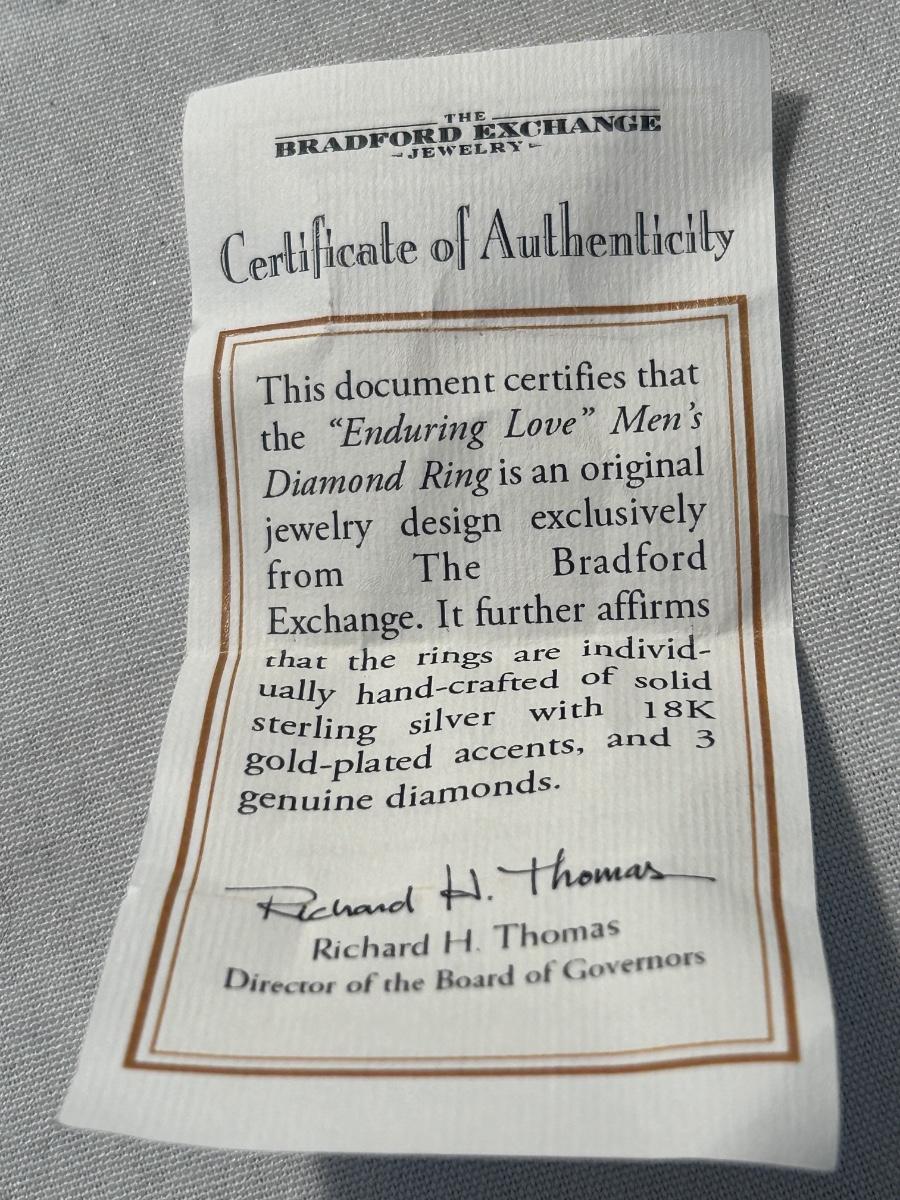 THE
BRADFORD EXCHANGE
-JEWELRY-
Certificate of Authenticity
This document certifies that
the "Enduring Love" Men's
Diamond Ring is an original
jewelry design exclusively
from The Bradford
Exchange. It further affirms
that the rings are individ-
ually hand-crafted of solid
sterling silver with 18K
gold-plated accents, and 3
genuine diamonds.
Richard H. Thomas
Richard H. Thomas
Director of the Board of Governors